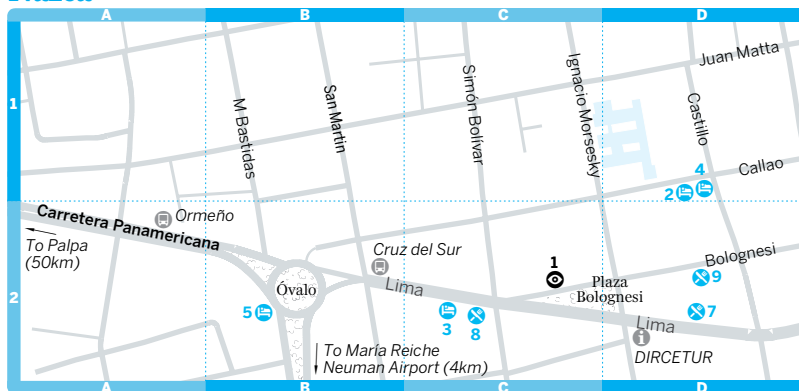 A B C D
1
2
Juan Matta
Ignacio Morsesky
Simón Bolívar
Castillo
San Martin
M Bastidas
4
Callao
2
Ormeño
Carretera Panamericana
To Palpa
(50km)
Cruz del Sur
1
Bolognesi
Plaza
Bolognesi
9
Óvalo
Lima
5
3
8
7
Lima
To María Reiche
Neuman Airport (4km)
DIRCETUR
A B C D